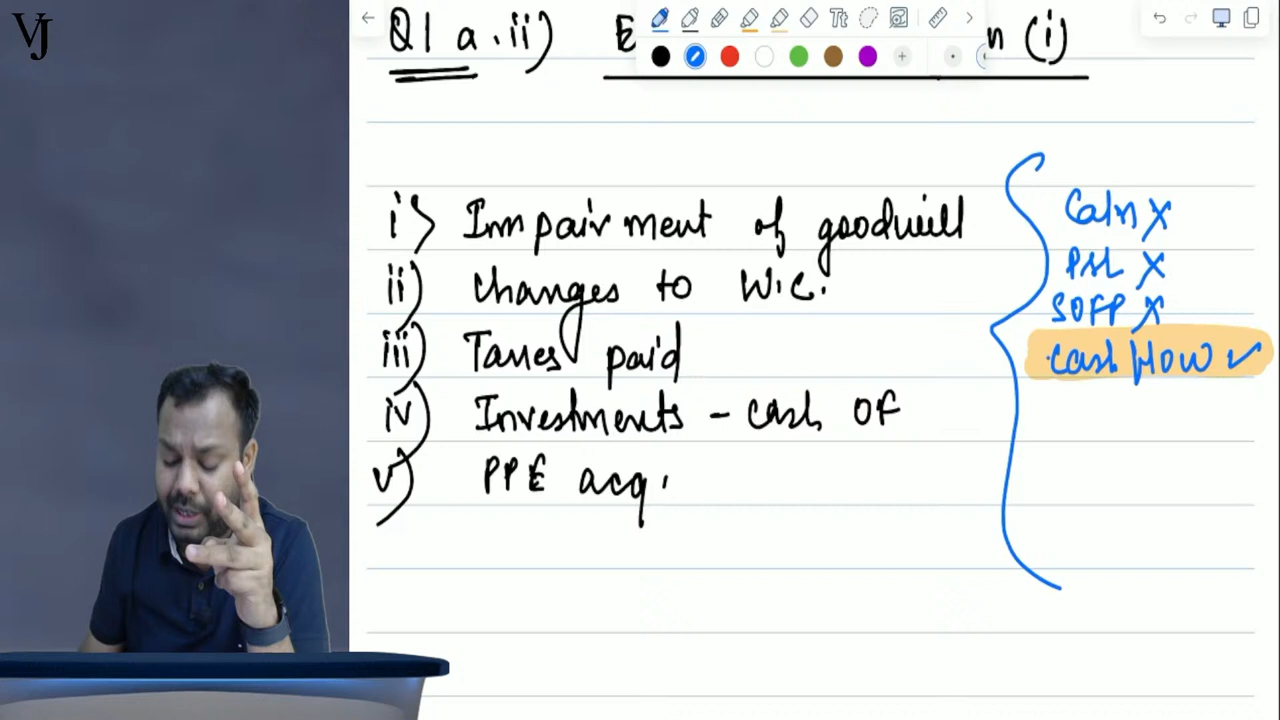 VJ
Q1 a.ii) E n (i)
i) Impairment of goodwill
ii) changes to W.C.
iii) Taxes paid
iv) Investments - cash OF
v) PPE acq.
Caln X
P&L X
SOFP X
Cash flow ✓